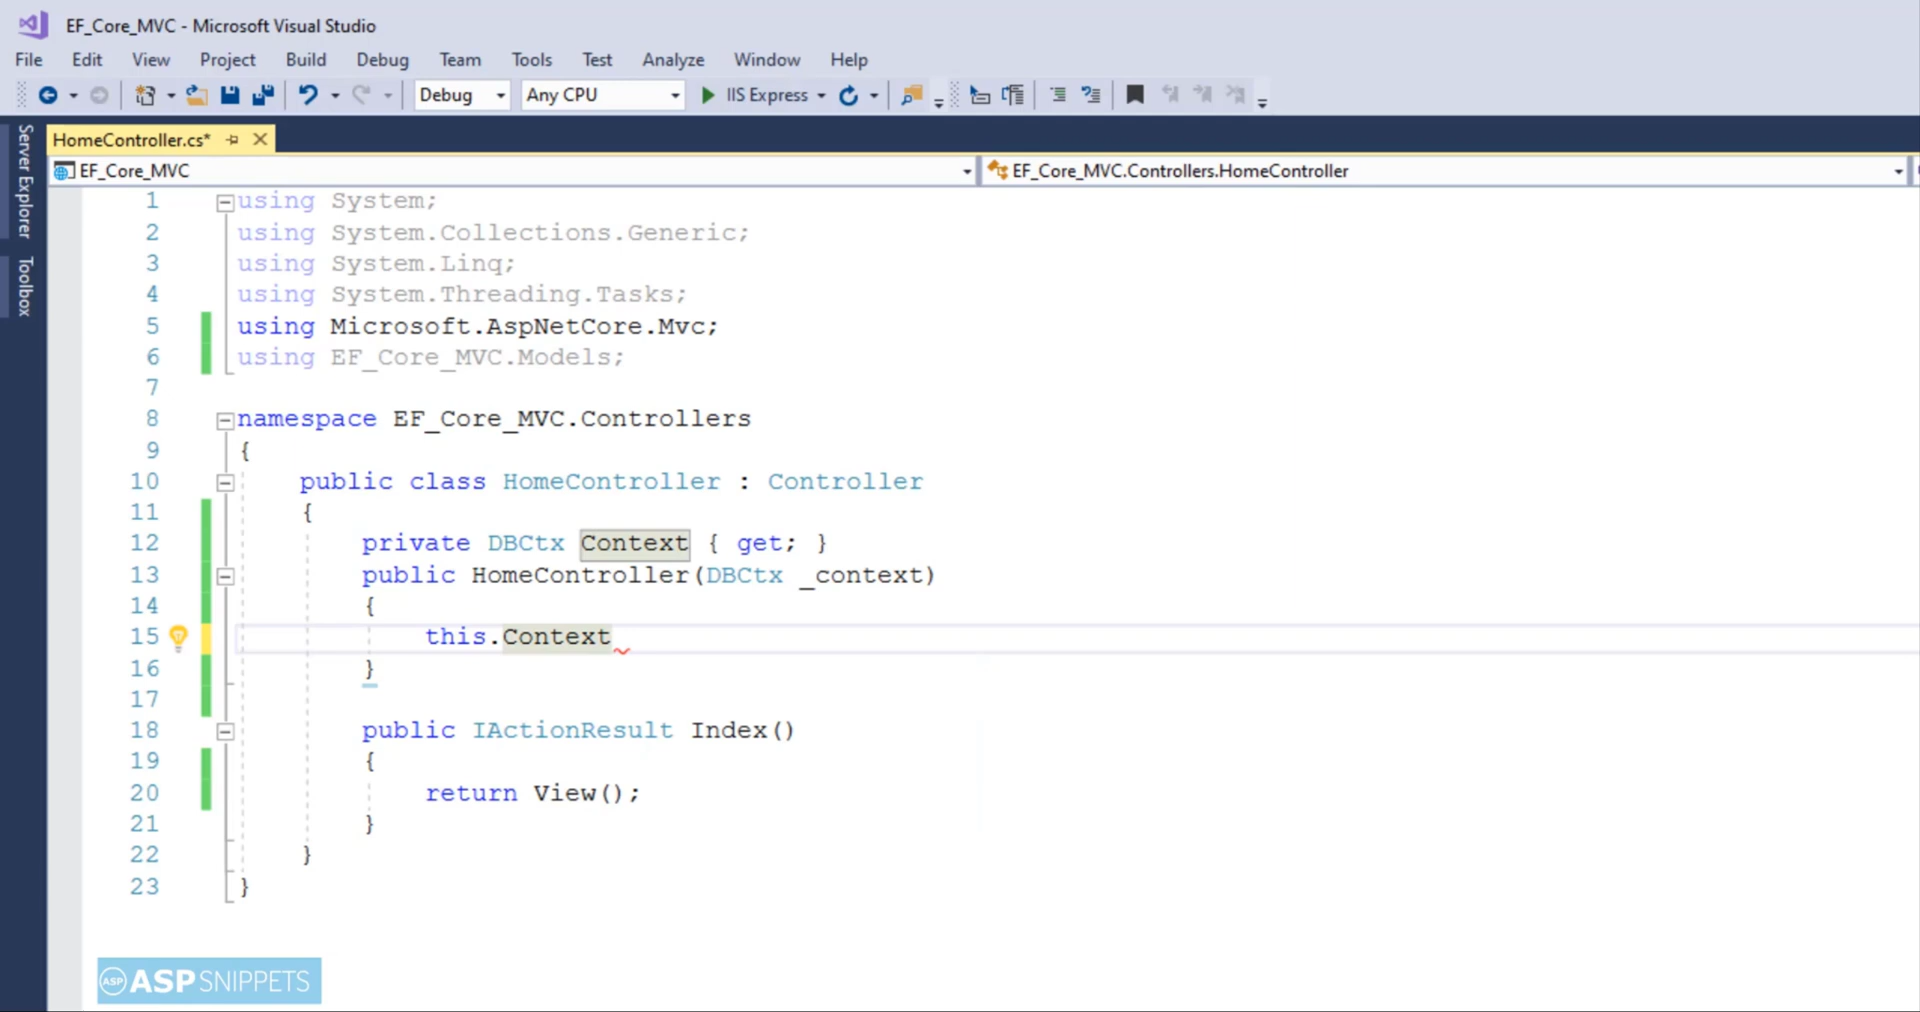 EF_Core_MVC - Microsoft Visual Studio
File Edit View Project Build Debug Team Tools Test Analyze Window Help
Debug Any CPU IIS Express
Server Explorer
Toolbox
HomeController.cs*
EF_Core_MVC EF_Core_MVC.Controllers.HomeController
1 using System;
2 using System.Collections.Generic;
3 using System.Linq;
4 using System.Threading.Tasks;
5 using Microsoft.AspNetCore.Mvc;
6 using EF_Core_MVC.Models;
7
8 namespace EF_Core_MVC.Controllers
9 {
10 public class HomeController : Controller
11 {
12 private DBCtx Context { get; }
13 public HomeController(DBCtx _context)
14 {
15 this.Context
16 }
17
18 public IActionResult Index()
19 {
20 return View();
21 }
22 }
23 }
ASP ASPSNIPPETS